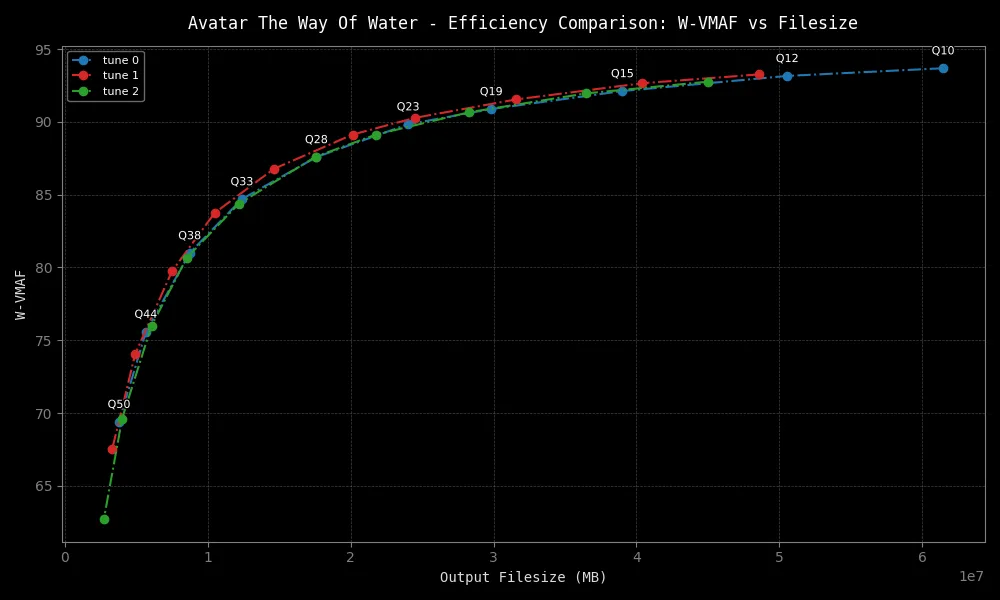 Avatar The Way Of Water - Efficiency Comparison: W-VMAF vs Filesize
tune 0
tune 1
tune 2
Q10
Q12
Q15
Q19
Q23
Q28
Q33
Q38
Q44
Q50
95
90
85
80
75
70
65
W-VMAF
0
1
2
3
4
5
6
1e7
Output Filesize (MB)